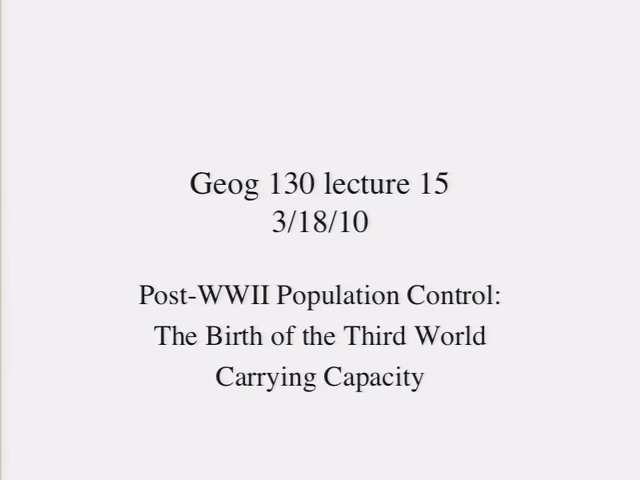 Geog 130 lecture 15
3/18/10
Post-WWII Population Control:
The Birth of the Third World
Carrying Capacity